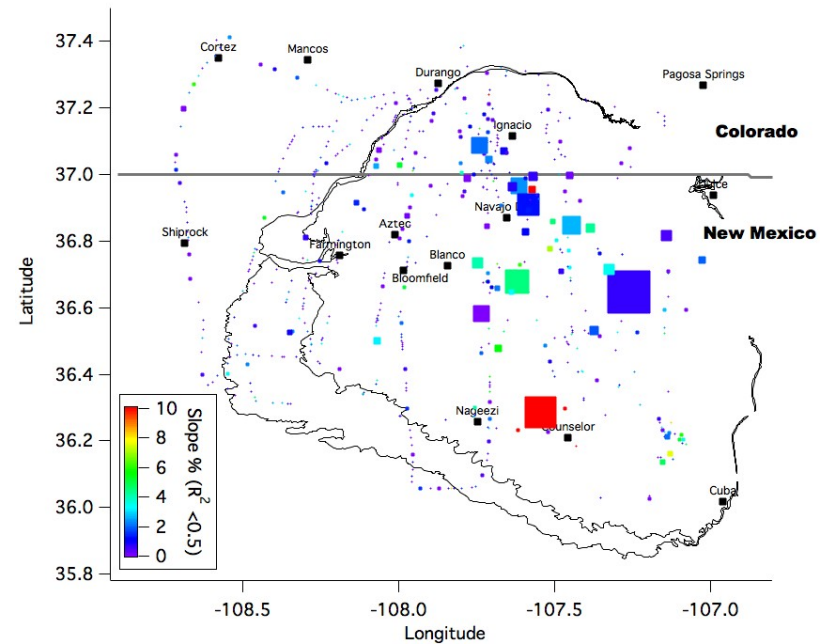 37.4
37.2
37.0
36.8
36.6
36.4
36.2
36.0
35.8
Latitude
Cortez
Mancos
Durango
Pagosa Springs
Ignacio
Colorado
New Mexico
Navajo
Shiprock
Aztec
Farmington
Blanco
Bloomfield
Nageezi
Counselor
Cuba
10
8
6
4
2
0
Slope % (R² <0.5)
-108.5
-108.0
-107.5
-107.0
Longitude